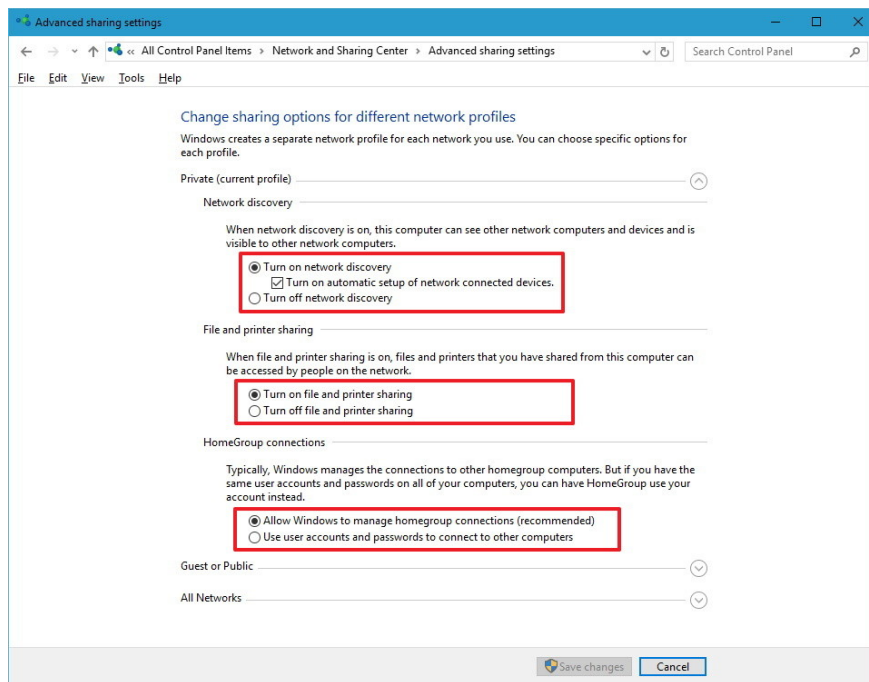 Advanced sharing settings
« All Control Panel Items > Network and Sharing Center > Advanced sharing settings
Search Control Panel
File Edit View Tools Help
Change sharing options for different network profiles
Windows creates a separate network profile for each network you use. You can choose specific options for
each profile.
Private (current profile)
Network discovery
When network discovery is on, this computer can see other network computers and devices and is
visible to other network computers.
Turn on network discovery
Turn on automatic setup of network connected devices.
Turn off network discovery
File and printer sharing
When file and printer sharing is on, files and printers that you have shared from this computer can
be accessed by people on the network.
Turn on file and printer sharing
Turn off file and printer sharing
HomeGroup connections
Typically, Windows manages the connections to other homegroup computers. But if you have the
same user accounts and passwords on all of your computers, you can have HomeGroup use your
account instead.
Allow Windows to manage homegroup connections (recommended)
Use user accounts and passwords to connect to other computers
Guest or Public
All Networks
Save changes
Cancel